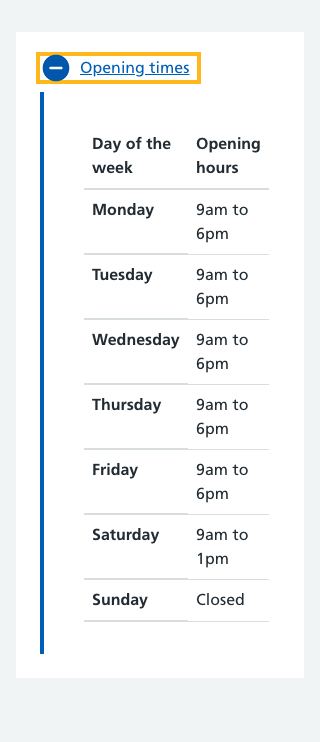 Opening times
Day of the week Opening hours
Monday 9am to 6pm
Tuesday 9am to 6pm
Wednesday 9am to 6pm
Thursday 9am to 6pm
Friday 9am to 6pm
Saturday 9am to 1pm
Sunday Closed